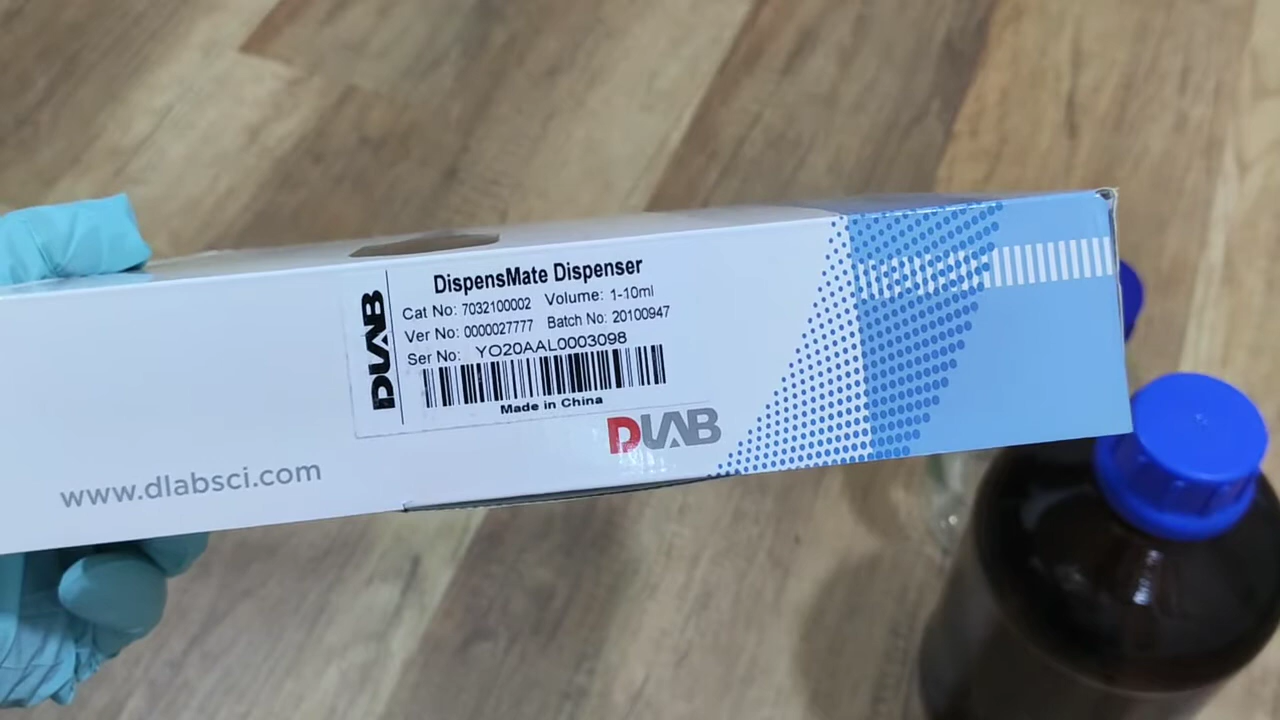 DLAB
DispensMate Dispenser
Cat No: 7032100002 Volume: 1-10ml
Ver No: 0000027777 Batch No: 20100947
Ser No: YO20AAL0003098
Made in China
DLAB
www.dlabsci.com